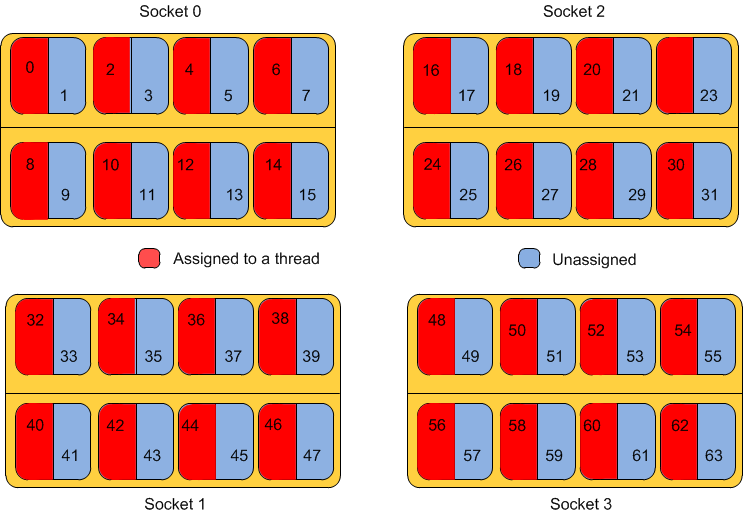 Socket 0
Socket 2
0 2 4 6
1 3 5 7
8 10 12 14
9 11 13 15
16 18 20
17 19 21 23
24 26 28 30
25 27 29 31
Assigned to a thread
Unassigned
32 34 36 38
33 35 37 39
40 42 44 46
41 43 45 47
48 50 52 54
49 51 53 55
56 58 60 62
57 59 61 63
Socket 1
Socket 3